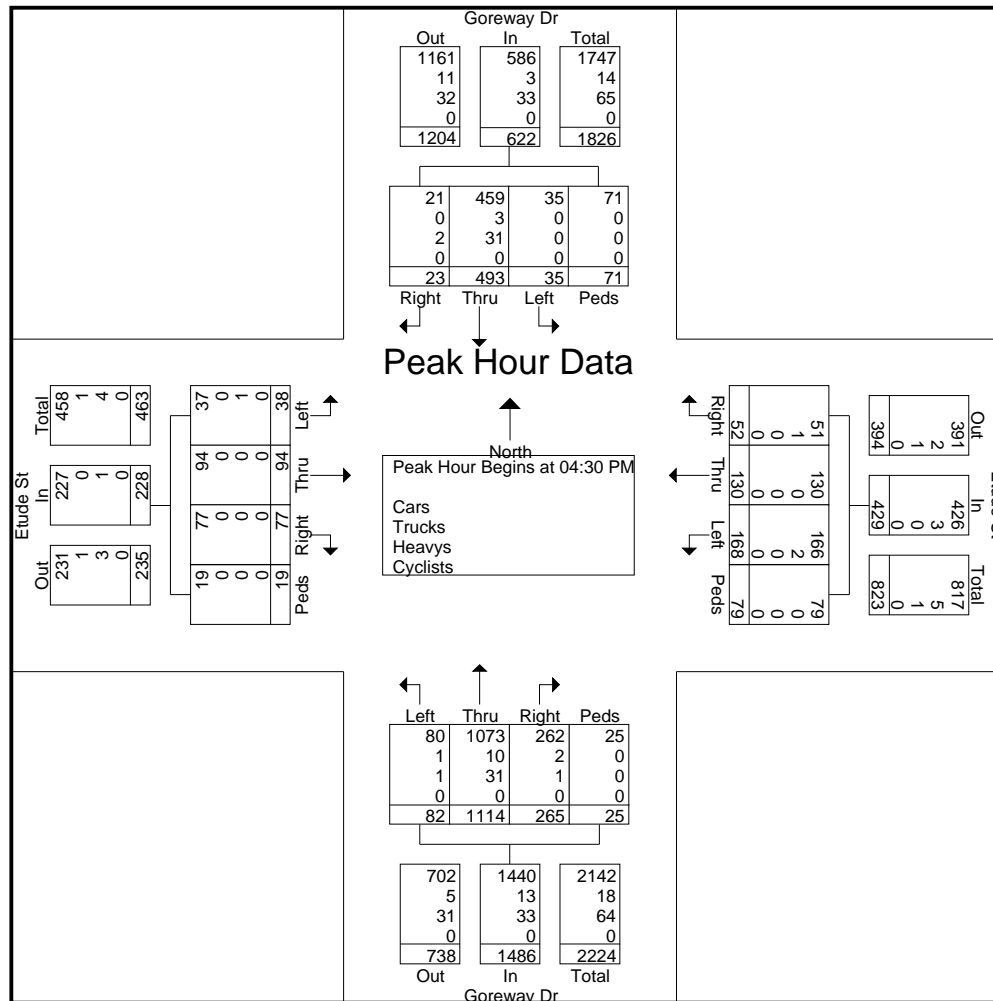 Goreway Dr
Out In Total
1161 586 1747
11 3 14
32 33 65
0 0 0
1204 622 1826
21 459 35 71
0 3 0 0
2 31 0 0
0 0 0 0
23 493 35 71
Right Thru Left Peds
Peak Hour Data
North
Peak Hour Begins at 04:30 PM
Cars
Trucks
Heavys
Cyclists
Etude St
Total
458 1 4 0 463
In
227 0 1 0 228
Out
231 1 3 0 235
37 0 1 0 38
Left
94 0 0 0 94
Thru
77 0 0 0 77
Right
19 0 0 0 19
Peds
Right
51 1 0 0 52
Thru
130 0 0 0 130
Left
166 2 0 0 168
Peds
79 0 0 0 79
Out
391 2 1 0 394
In
426 3 0 0 429
Total
817 5 1 0 823
Left Thru Right Peds
80 1073 262 25
1 10 2 0
1 31 1 0
0 0 0 0
82 1114 265 25
702 1440 2142
5 13 18
31 33 64
0 0 0
738 1486 2224
Out In Total
Goreway Dr